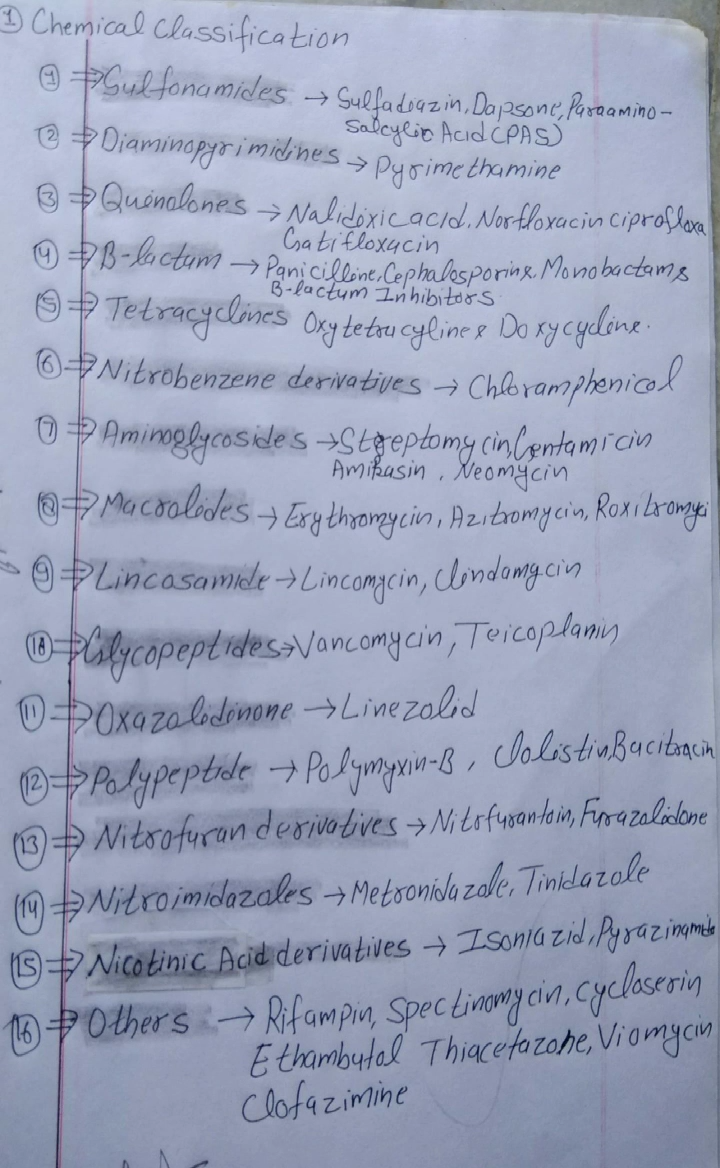 ① Chemical Classification
① ⇒ Sulfonamides → Sulfadiazin, Dapsone, Paraamino-
Salcylic Acid (PAS)
② ⇒ Diaminopyrimidines → Pyrimethamine
③ ⇒ Quinolones → Nalidixic acid, Norfloxacin ciprofloxa
Gatifloxacin
④ ⇒ B-lactum → Panicilline, Cephalosporins, Monobactams
B-lactum Inhibitors
⑤ ⇒ Tetracyclines Oxytetracyline & Doxycycline.
⑥ ⇒ Nitrobenzene derivatives → Chloramphenicol
⑦ ⇒ Aminoglycosides → Streptomycin, Gentamicin
Amikasin, Neomycin
⑧ ⇒ Macrolides → Erythromycin, Azitromycin, Roxitromyci
⑨ ⇒ Lincosamide → Lincomycin, Clindamycin
⑩ ⇒ Glycopeptides → Vancomycin, Teicoplanin
⑪ ⇒ Oxazolidinone → Linezolid
⑫ ⇒ Polypeptide → Polymyxin-B, Colistin, Bacitracin
⑬ ⇒ Nitrofuran derivatives → Nitofurantoin, Furazolidone
⑭ ⇒ Nitroimidazoles → Metronidazole, Tinidazole
⑮ ⇒ Nicotinic Acid derivatives → Isoniazid, Pyrazinamide
⑯ ⇒ Others → Rifampin, Spectinomycin, cycloserin
Ethambutol Thiacetazone, Viomycin
Clofazimine